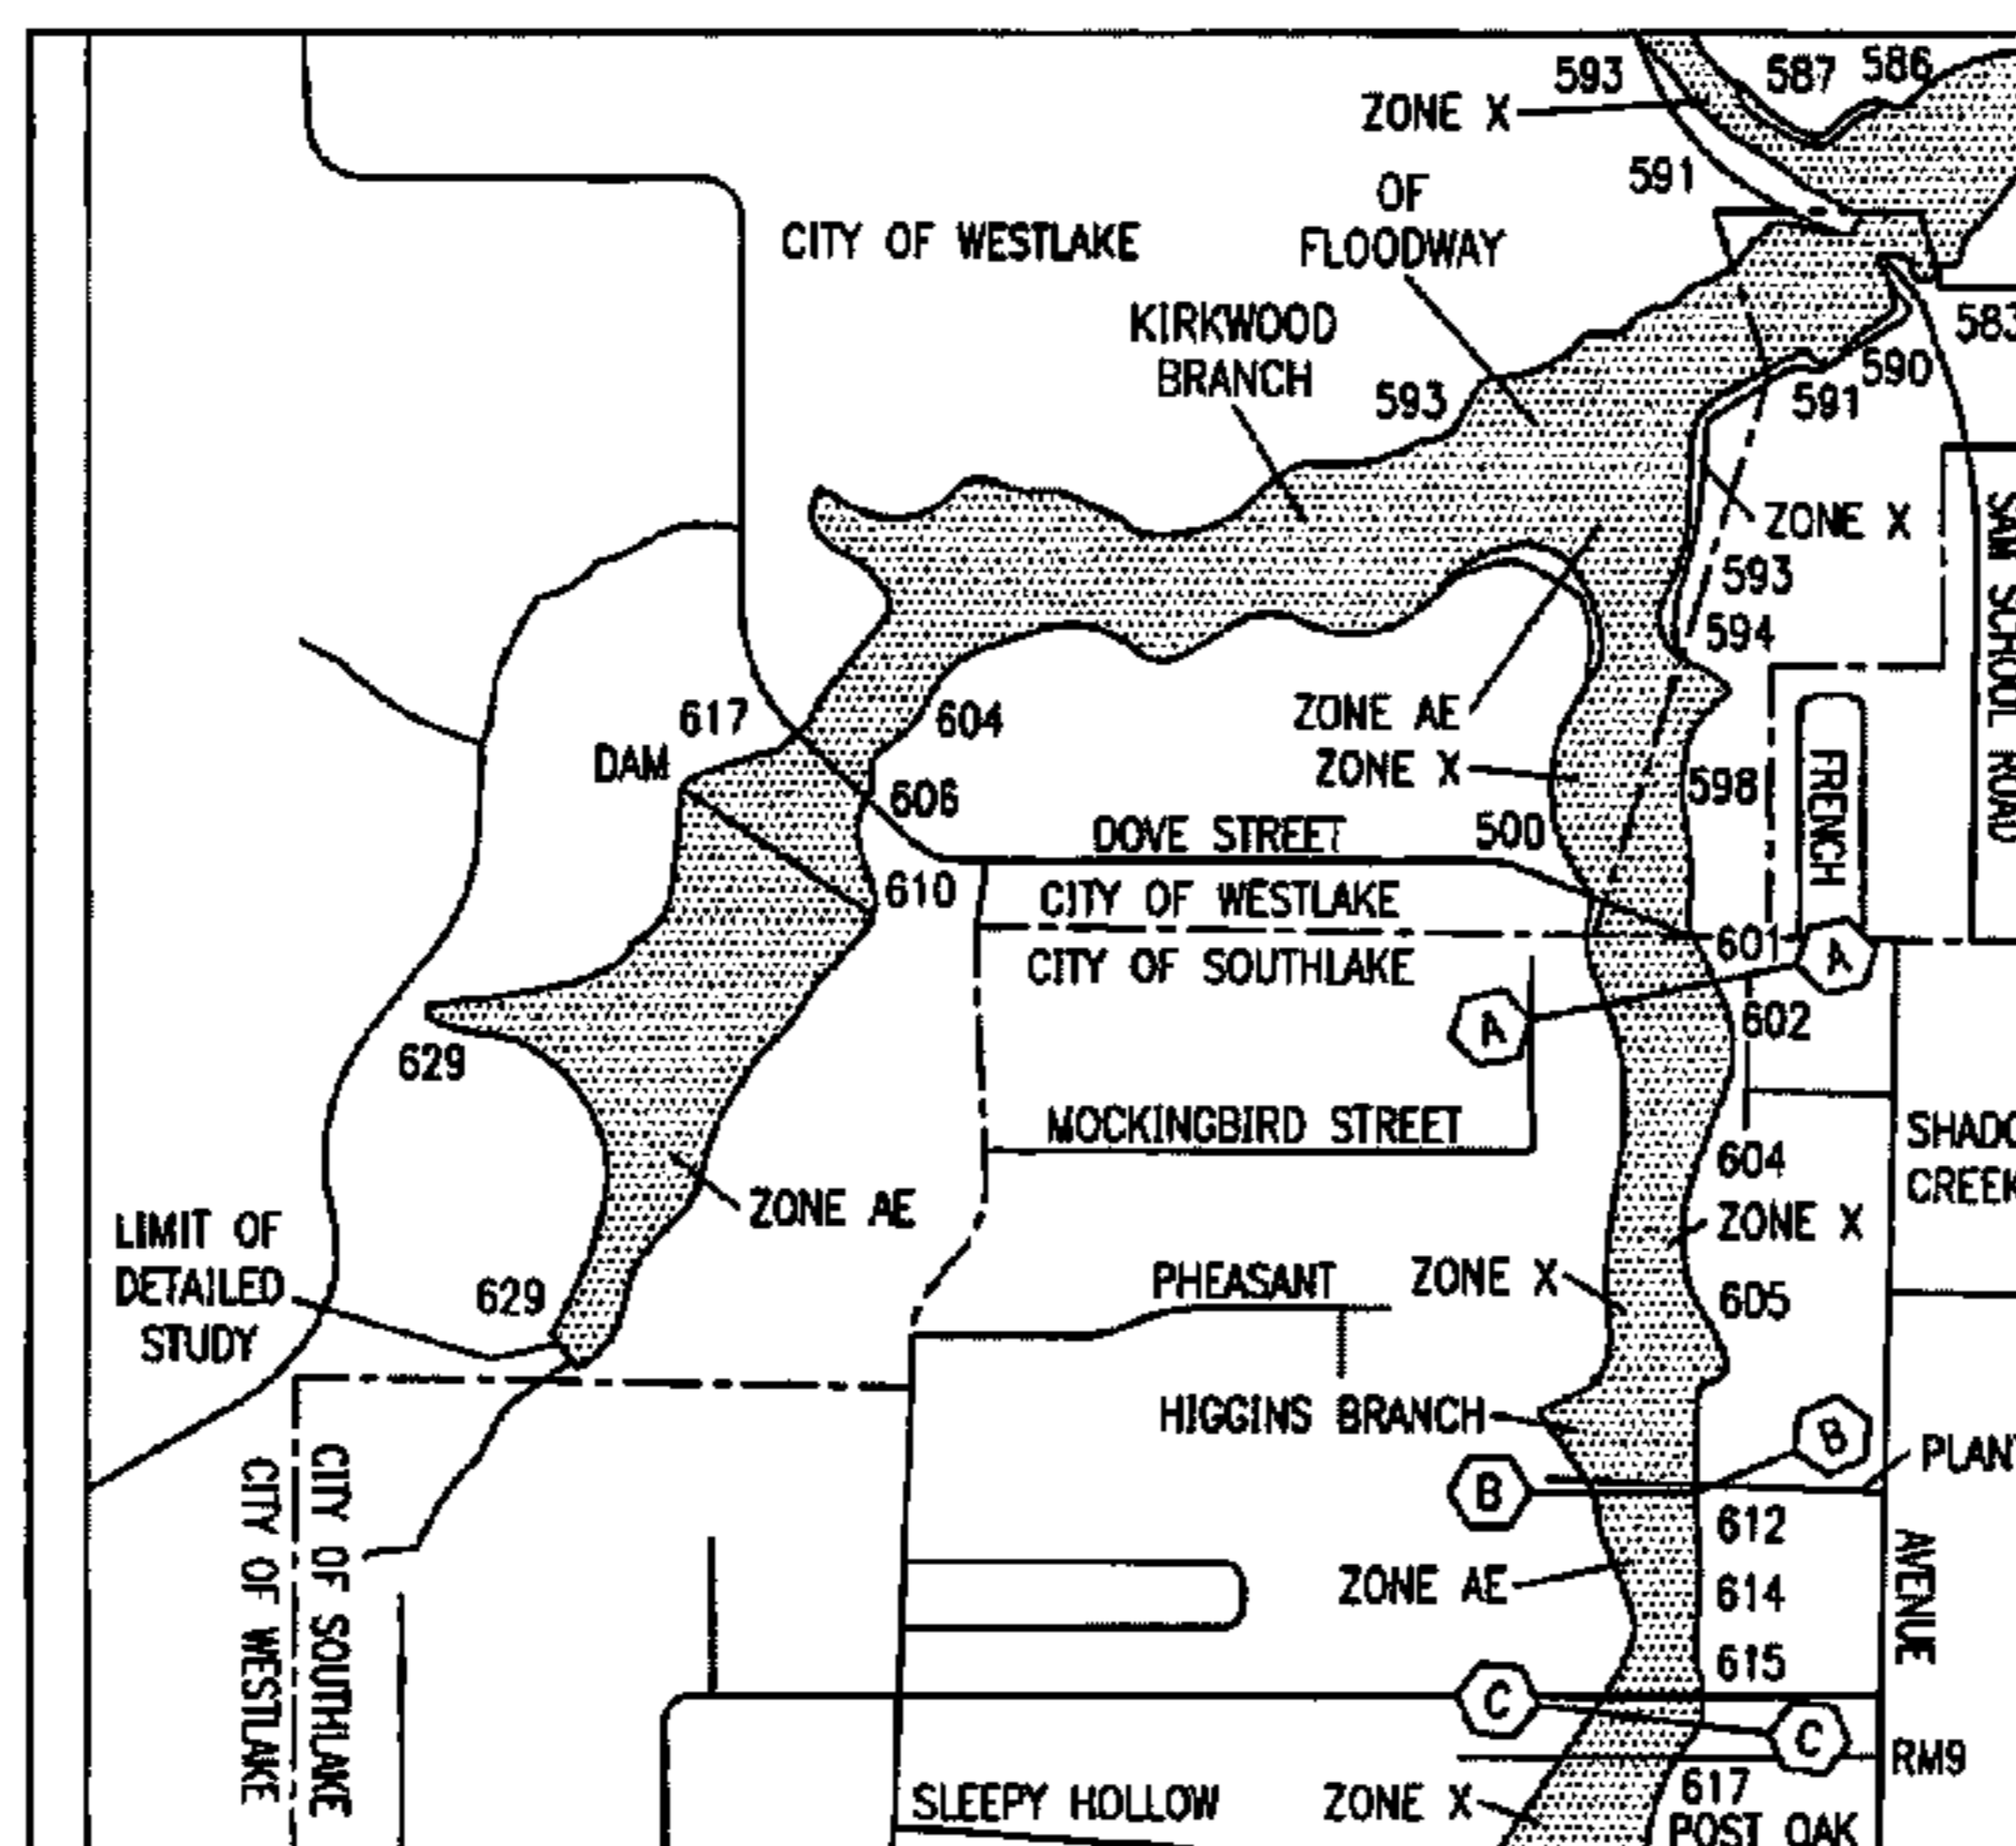 593
587
586
ZONE X
591
OF
FLOODWAY
CITY OF WESTLAKE
KIRKWOOD
BRANCH
593
583
590
591
ZONE X
SAM SCHOOL ROAD
593
594
617
604
ZONE AE
DAM
ZONE X
598
FRENCH
606
DOVE STREET
500
610
CITY OF WESTLAKE
601
A
CITY OF SOUTHLAKE
A
602
629
MOCKINGBIRD STREET
604
SHADO
CREEK
ZONE AE
ZONE X
LIMIT OF
DETAILED
STUDY
629
PHEASANT
ZONE X
605
HIGGINS BRANCH
B
B
PLANT
CITY OF SOUTHLAKE
CITY OF WESTLAKE
612
AVENUE
ZONE AE
614
615
C
C
RM9
SLEEPY HOLLOW
ZONE X
617
POST OAK